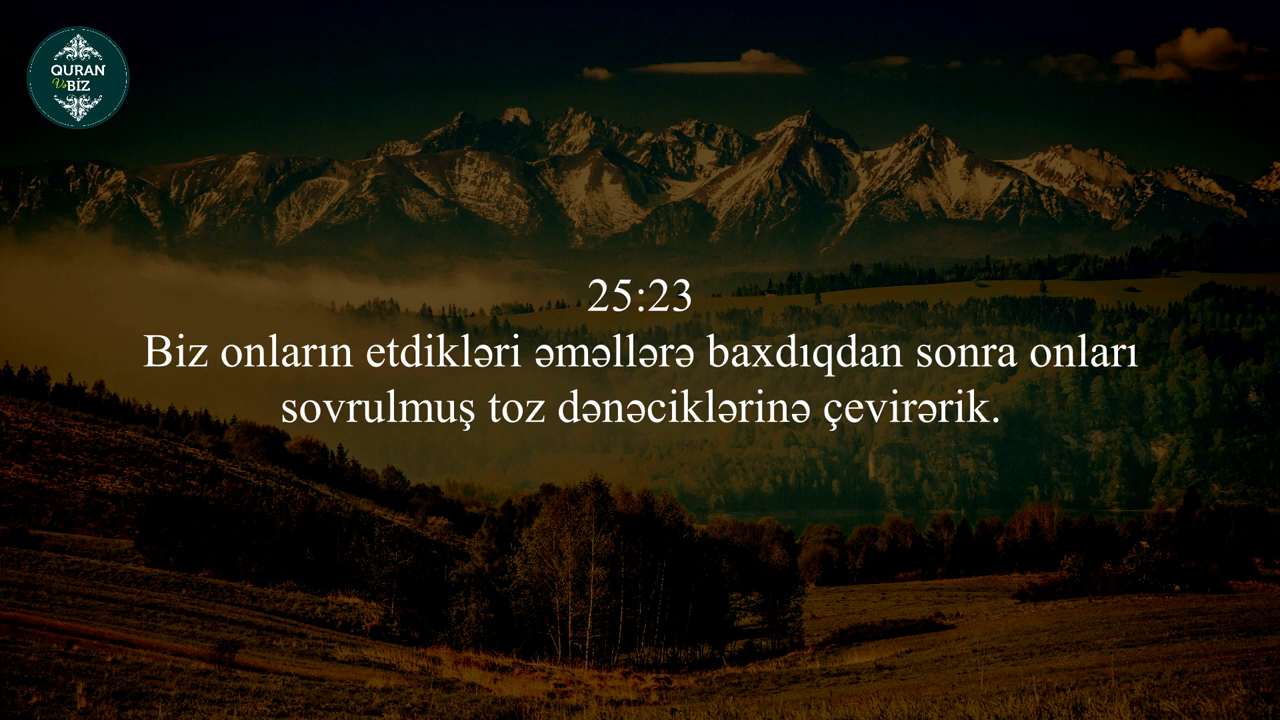 QURAN
Və BİZ
25:23
Biz onların etdikləri əməllərə baxdıqdan sonra onları
sovrulmuş toz dənəciklərinə çevirərik.